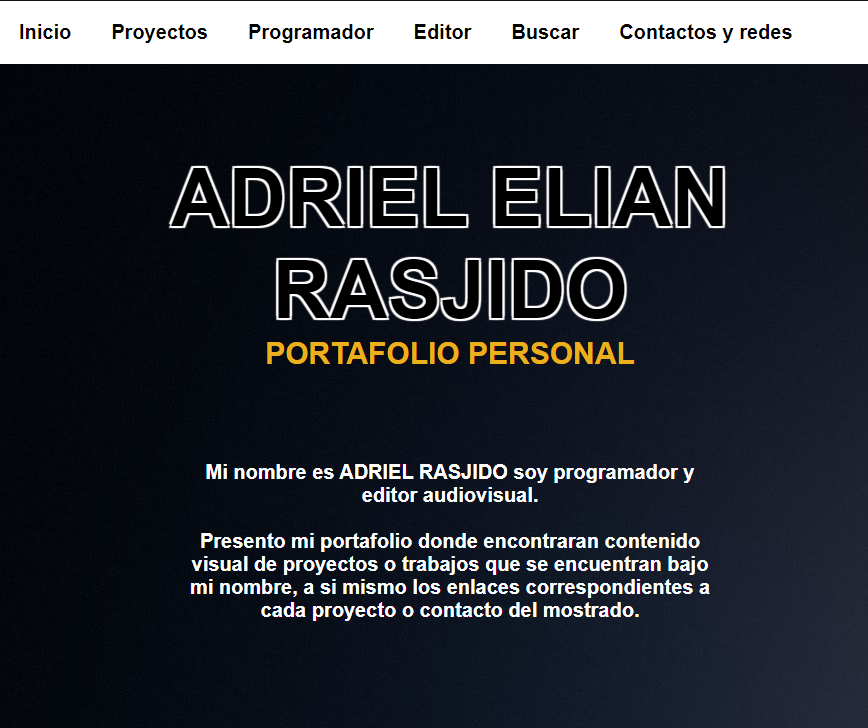 Inicio Proyectos Programador Editor Buscar Contactos y redes
ADRIEL ELIAN
RASJIDO
PORTAFOLIO PERSONAL
Mi nombre es ADRIEL RASJIDO soy programador y
editor audiovisual.
Presento mi portafolio donde encontraran contenido
visual de proyectos o trabajos que se encuentran bajo
mi nombre, a si mismo los enlaces correspondientes a
cada proyecto o contacto del mostrado.